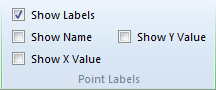 Show Labels
Show Name Show Y Value
Show X Value
Point Labels